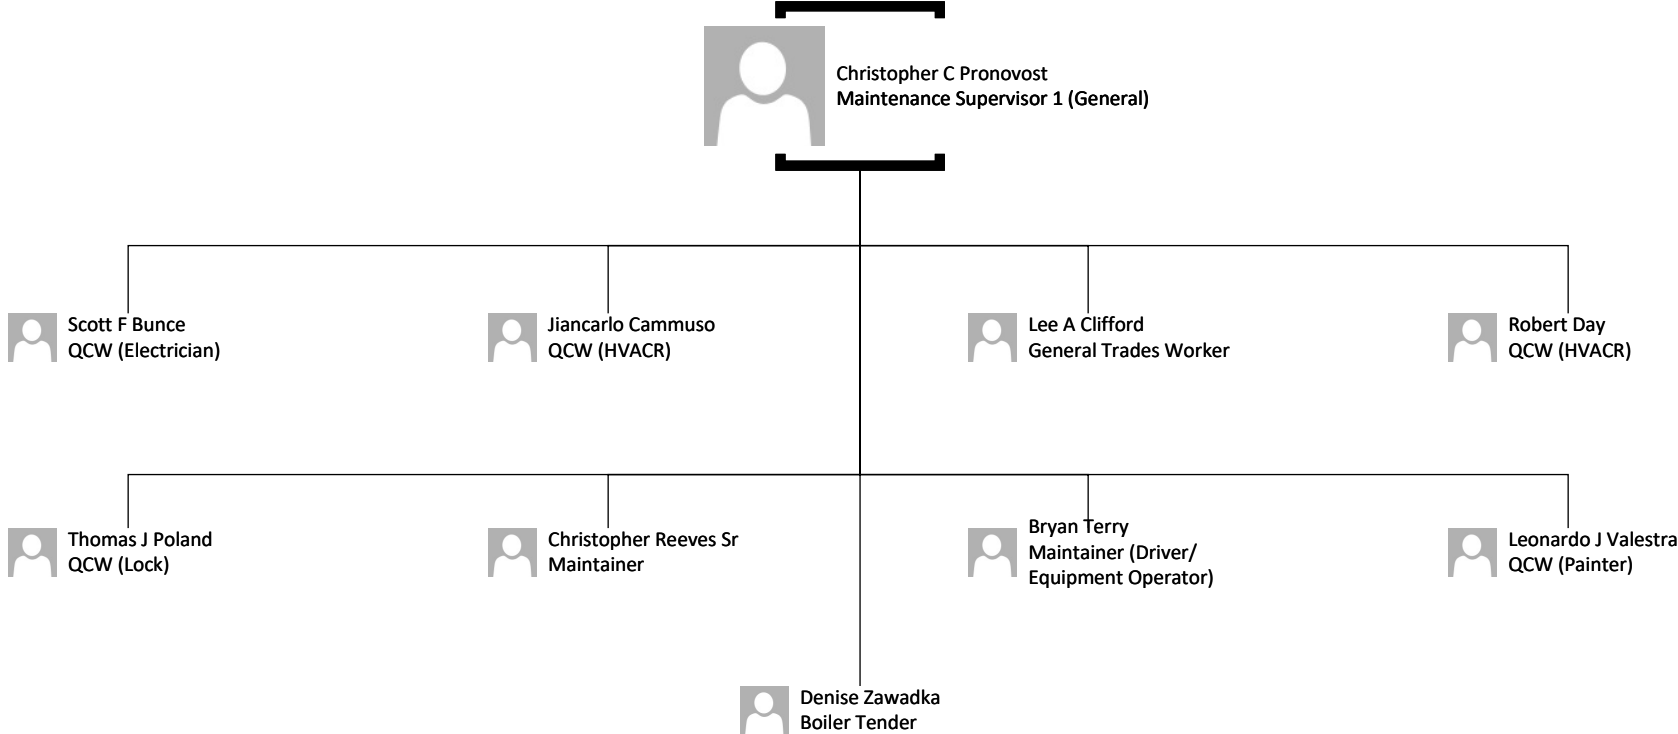 Christopher C Pronovost
Maintenance Supervisor 1 (General)
Scott F Bunce
QCW (Electrician)
Jiancarlo Cammuso
QCW (HVACR)
Lee A Clifford
General Trades Worker
Robert Day
QCW (HVACR)
Thomas J Poland
QCW (Lock)
Christopher Reeves Sr
Maintainer
Bryan Terry
Maintainer (Driver/
Equipment Operator)
Leonardo J Valestra
QCW (Painter)
Denise Zawadka
Boiler Tender